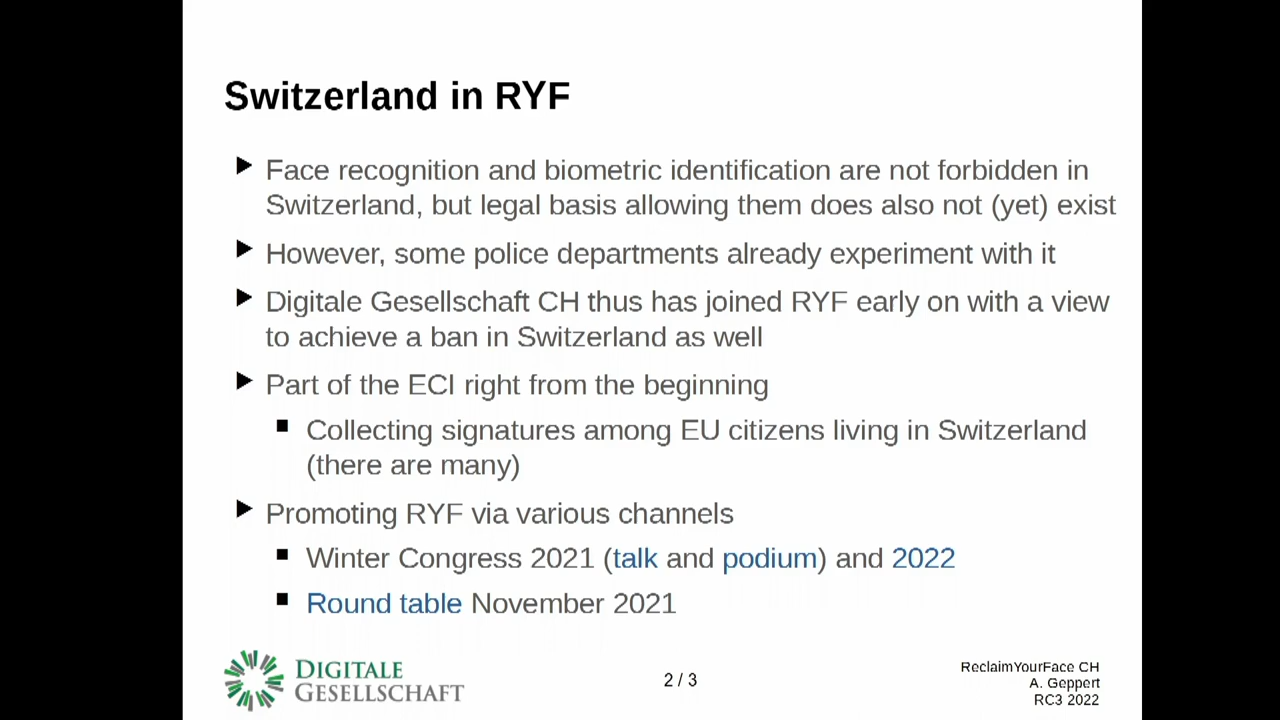 Switzerland in RYF
Face recognition and biometric identification are not forbidden in
Switzerland, but legal basis allowing them does also not (yet) exist
However, some police departments already experiment with it
Digitale Gesellschaft CH thus has joined RYF early on with a view
to achieve a ban in Switzerland as well
Part of the ECI right from the beginning
Collecting signatures among EU citizens living in Switzerland
(there are many)
Promoting RYF via various channels
Winter Congress 2021 (talk and podium) and 2022
Round table November 2021
DIGITALE
GESELLSCHAFT
2 / 3
ReclaimYourFace CH
A. Geppert
RC3 2022